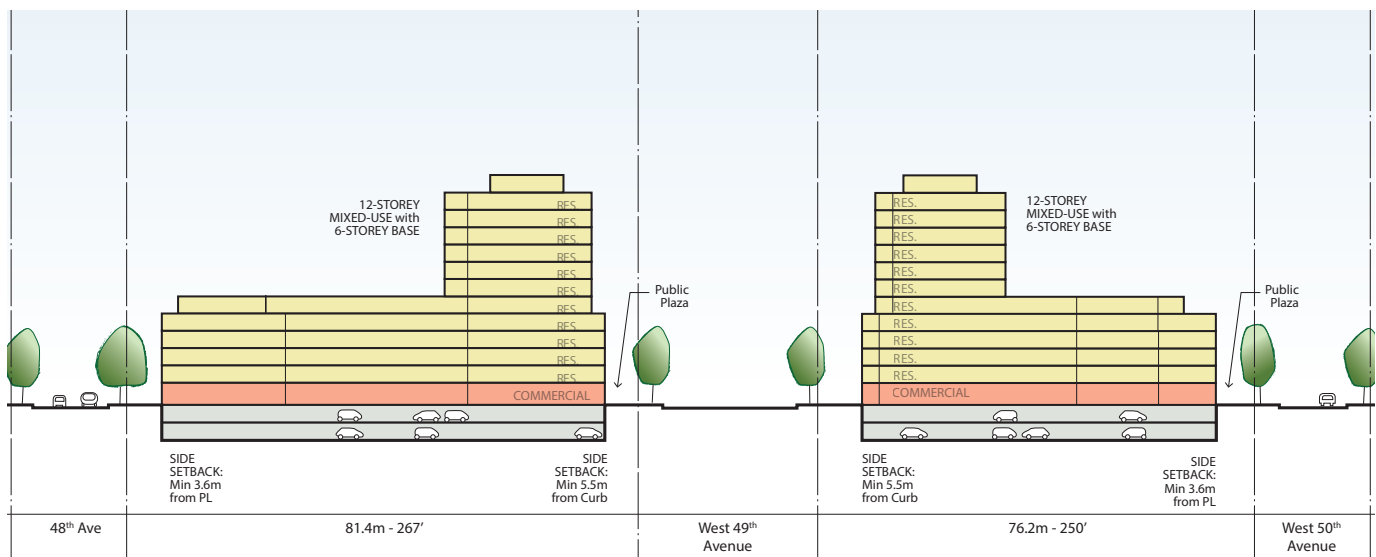 12-STOREY
MIXED-USE with
6-STOREY BASE
RES.
RES.
RES.
RES.
RES.
RES.
RES.
RES.
RES.
RES.
RES.
COMMERCIAL
Public
Plaza
12-STOREY
MIXED-USE with
6-STOREY BASE
RES.
RES.
RES.
RES.
RES.
RES.
RES.
RES.
RES.
RES.
RES.
COMMERCIAL
Public
Plaza
SIDE
SETBACK:
Min 3.6m
from PL
SIDE
SETBACK:
Min 5.5m
from Curb
SIDE
SETBACK:
Min 5.5m
from Curb
SIDE
SETBACK:
Min 3.6m
from PL
48th Ave
81.4m - 267’
West 49th
Avenue
76.2m - 250’
West 50th
Avenue